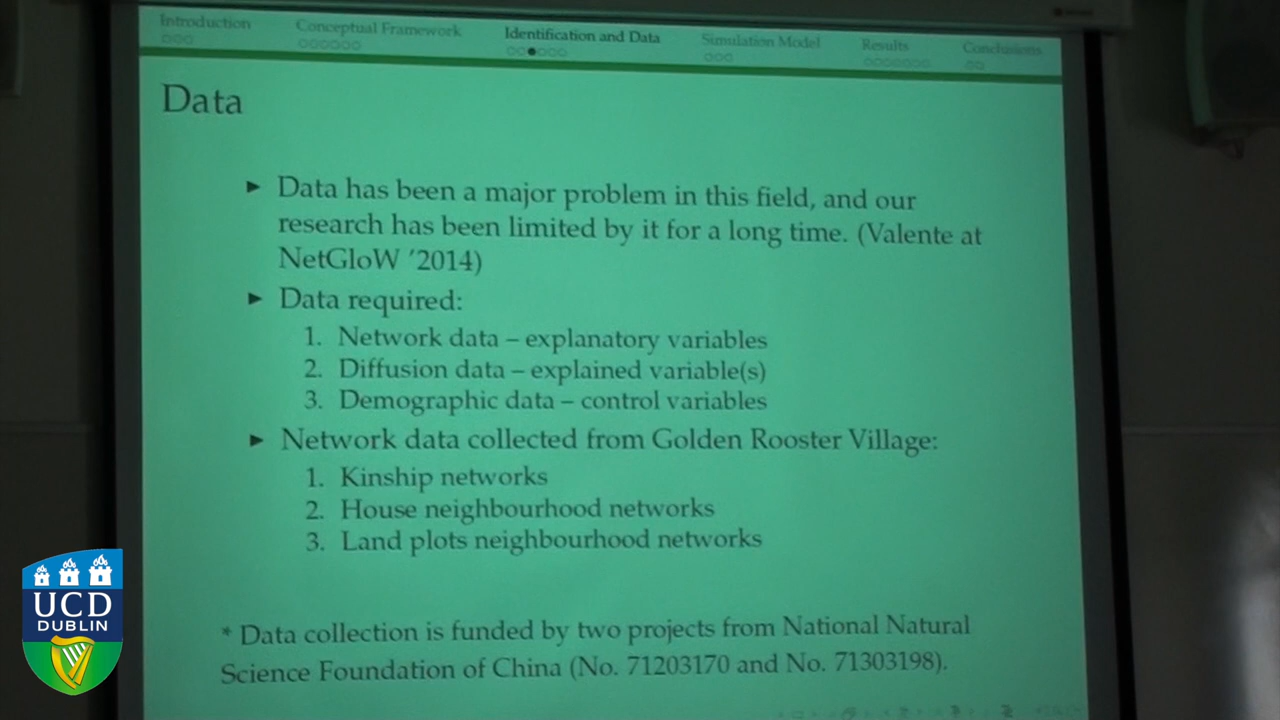 Introduction Conceptual Framework Identification and Data Simulation Model Results Conclusions
Data
Data has been a major problem in this field, and our
research has been limited by it for a long time. (Valente at
NetGloW '2014)
Data required:
1. Network data – explanatory variables
2. Diffusion data – explained variable(s)
3. Demographic data – control variables
Network data collected from Golden Rooster Village:
1. Kinship networks
2. House neighbourhood networks
3. Land plots neighbourhood networks
* Data collection is funded by two projects from National Natural
Science Foundation of China (No. 71203170 and No. 71303198).
UCD
DUBLIN